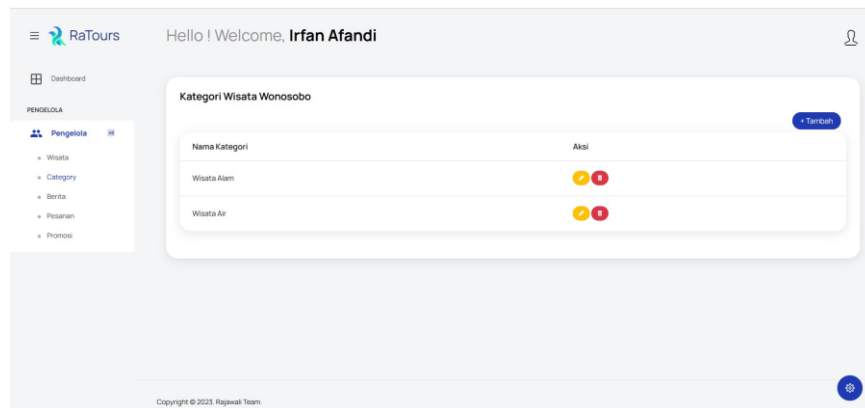 RaTours
Hello ! Welcome, Irfan Afandi
Dashboard
PENGELOLA
Pengelola
Wisata
Category
Berita
Pesanan
Promosi
Kategori Wisata Wonosobo
+ Tambah
Nama Kategori Aksi
Wisata Alam
Wisata Air
Copyright © 2023. Rajawali Team.